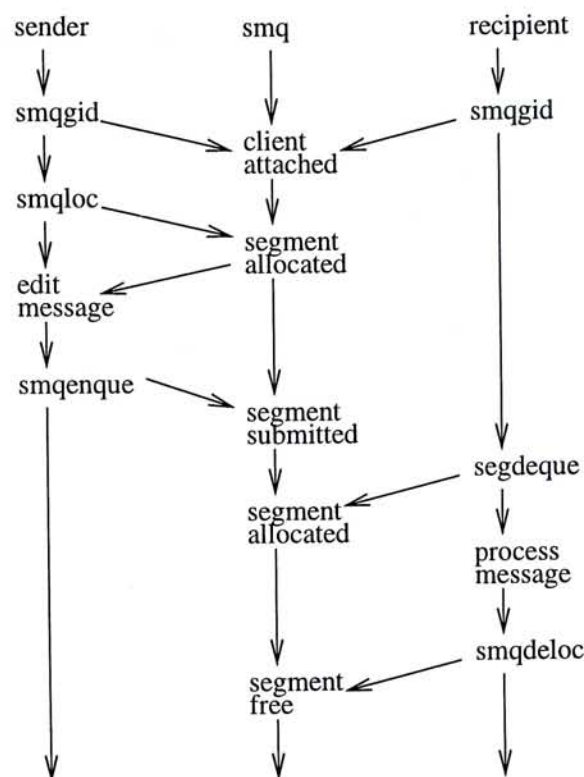 sender smq recipient
smqgid smqgid
client
attached
smqloc
segment
allocated
edit
message
smqenque
segment
submitted
segdeque
segment
allocated
process
message
smqdeloc
segment
free